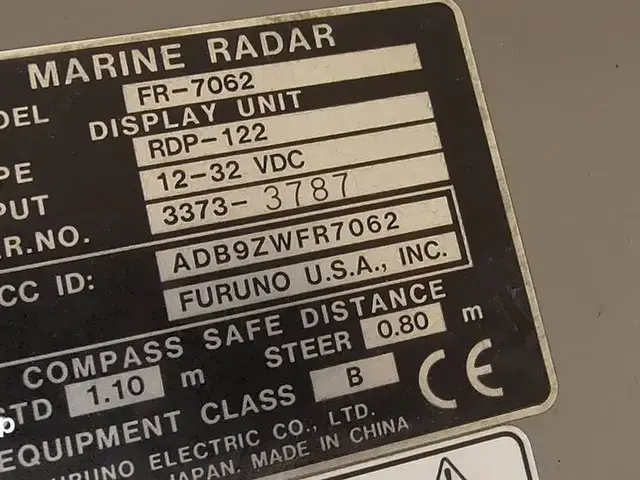 MARINE RADAR
DEL FR-7062
DISPLAY UNIT
PE RDP-122
PUT 12-32 VDC
R.NO. 3373-3787
CC ID: ADB9ZWFR7062
FURUNO U.S.A., INC.
COMPASS SAFE DISTANCE
STD 1.10 m STEER 0.80 m
EQUIPMENT CLASS B CE
FURUNO ELECTRIC CO., LTD.
JAPAN. MADE IN CHINA
p